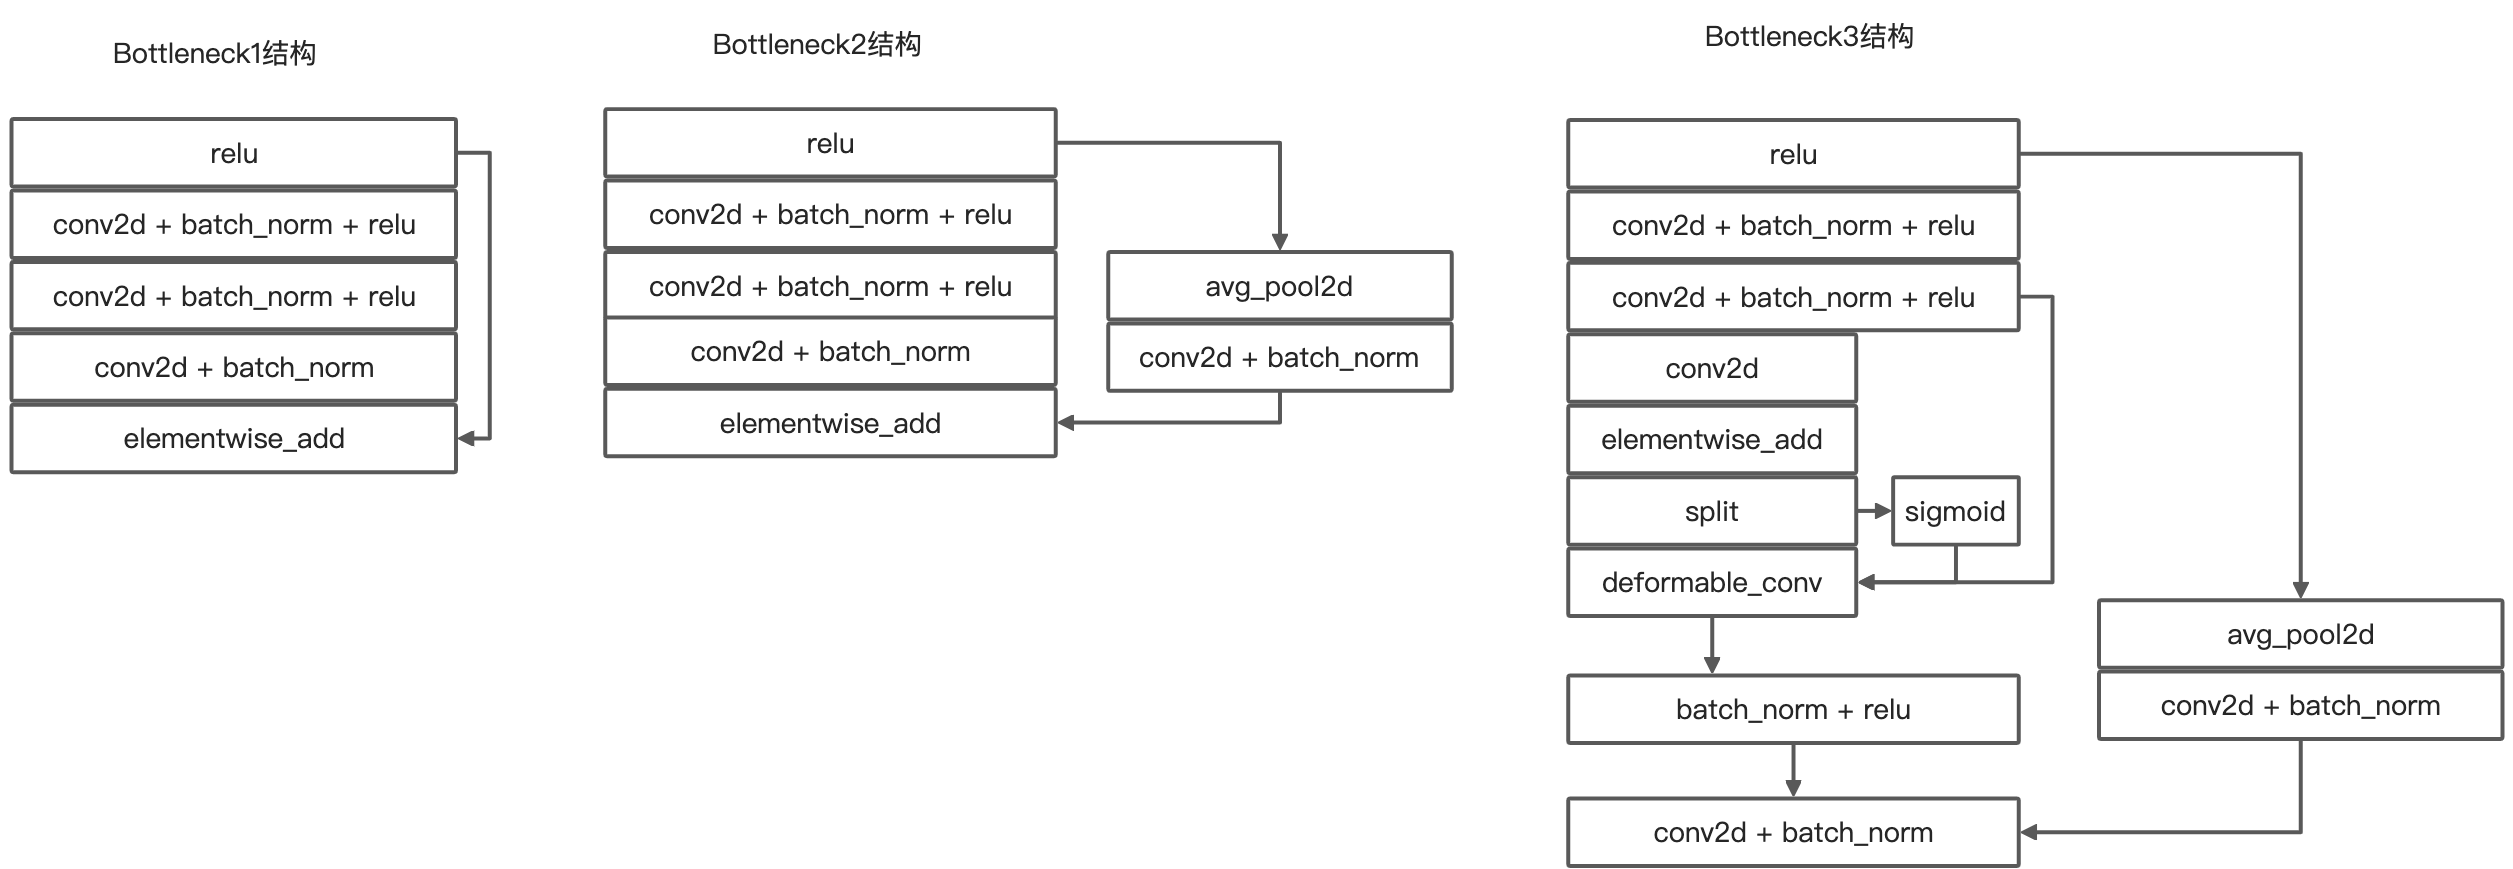 Bottleneck1结构
relu
conv2d + batch_norm + relu
conv2d + batch_norm + relu
conv2d + batch_norm
elementwise_add
Bottleneck2结构
relu
conv2d + batch_norm + relu
conv2d + batch_norm + relu
conv2d + batch_norm
elementwise_add
avg_pool2d
conv2d + batch_norm
Bottleneck3结构
relu
conv2d + batch_norm + relu
conv2d + batch_norm + relu
conv2d
elementwise_add
split
sigmoid
deformable_conv
batch_norm + relu
conv2d + batch_norm
avg_pool2d
conv2d + batch_norm